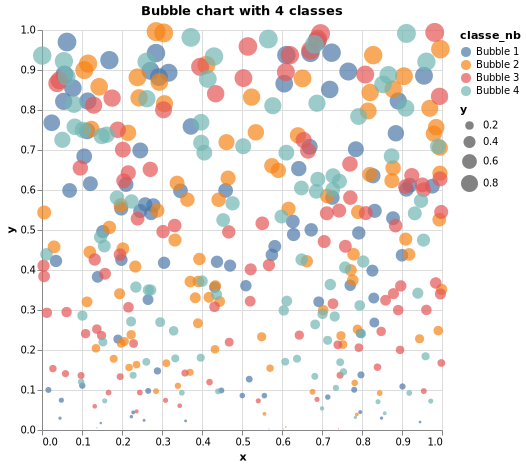 Bubble chart with 4 classes
classe_nb
Bubble 1
Bubble 2
Bubble 3
Bubble 4
y
0.2
0.4
0.6
0.8
1.0
0.9
0.8
0.7
0.6
0.5
0.4
0.3
0.2
0.1
0.0
y
0.0 0.1 0.2 0.3 0.4 0.5 0.6 0.7 0.8 0.9 1.0
x